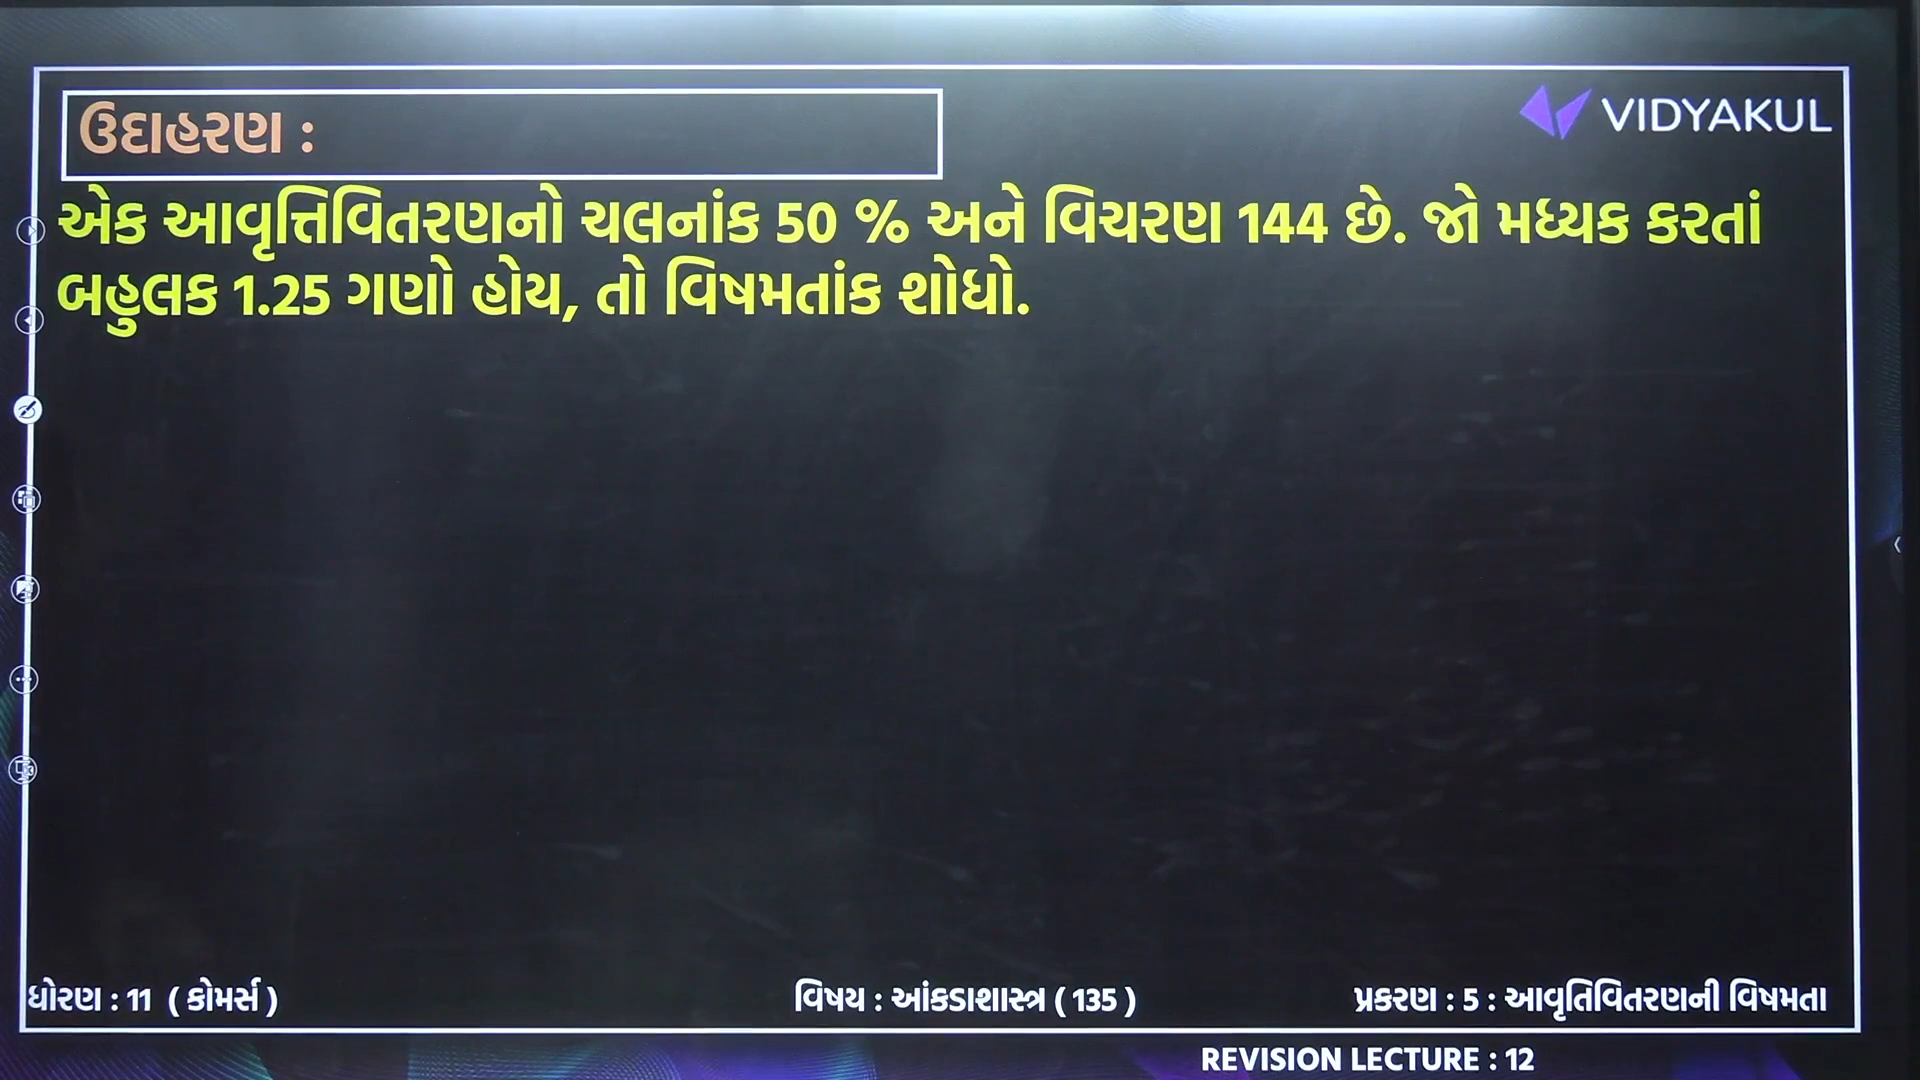 ઉદાહરણ :
VIDYAKUL
એક આવૃત્તિવિતરણનો ચલનાંક 50 % અને વિચરણ 144 છે. જો મધ્યક કરતાં
બહુલક 1.25 ગણો હોય, તો વિષમતાંક શોધો.
ધોરણ : 11 ( કોમર્સ )
વિષય : આંકડાશાસ્ત્ર ( 135 )
પ્રકરણ : 5 : આવૃતિવિતરણની વિષમતા
REVISION LECTURE : 12